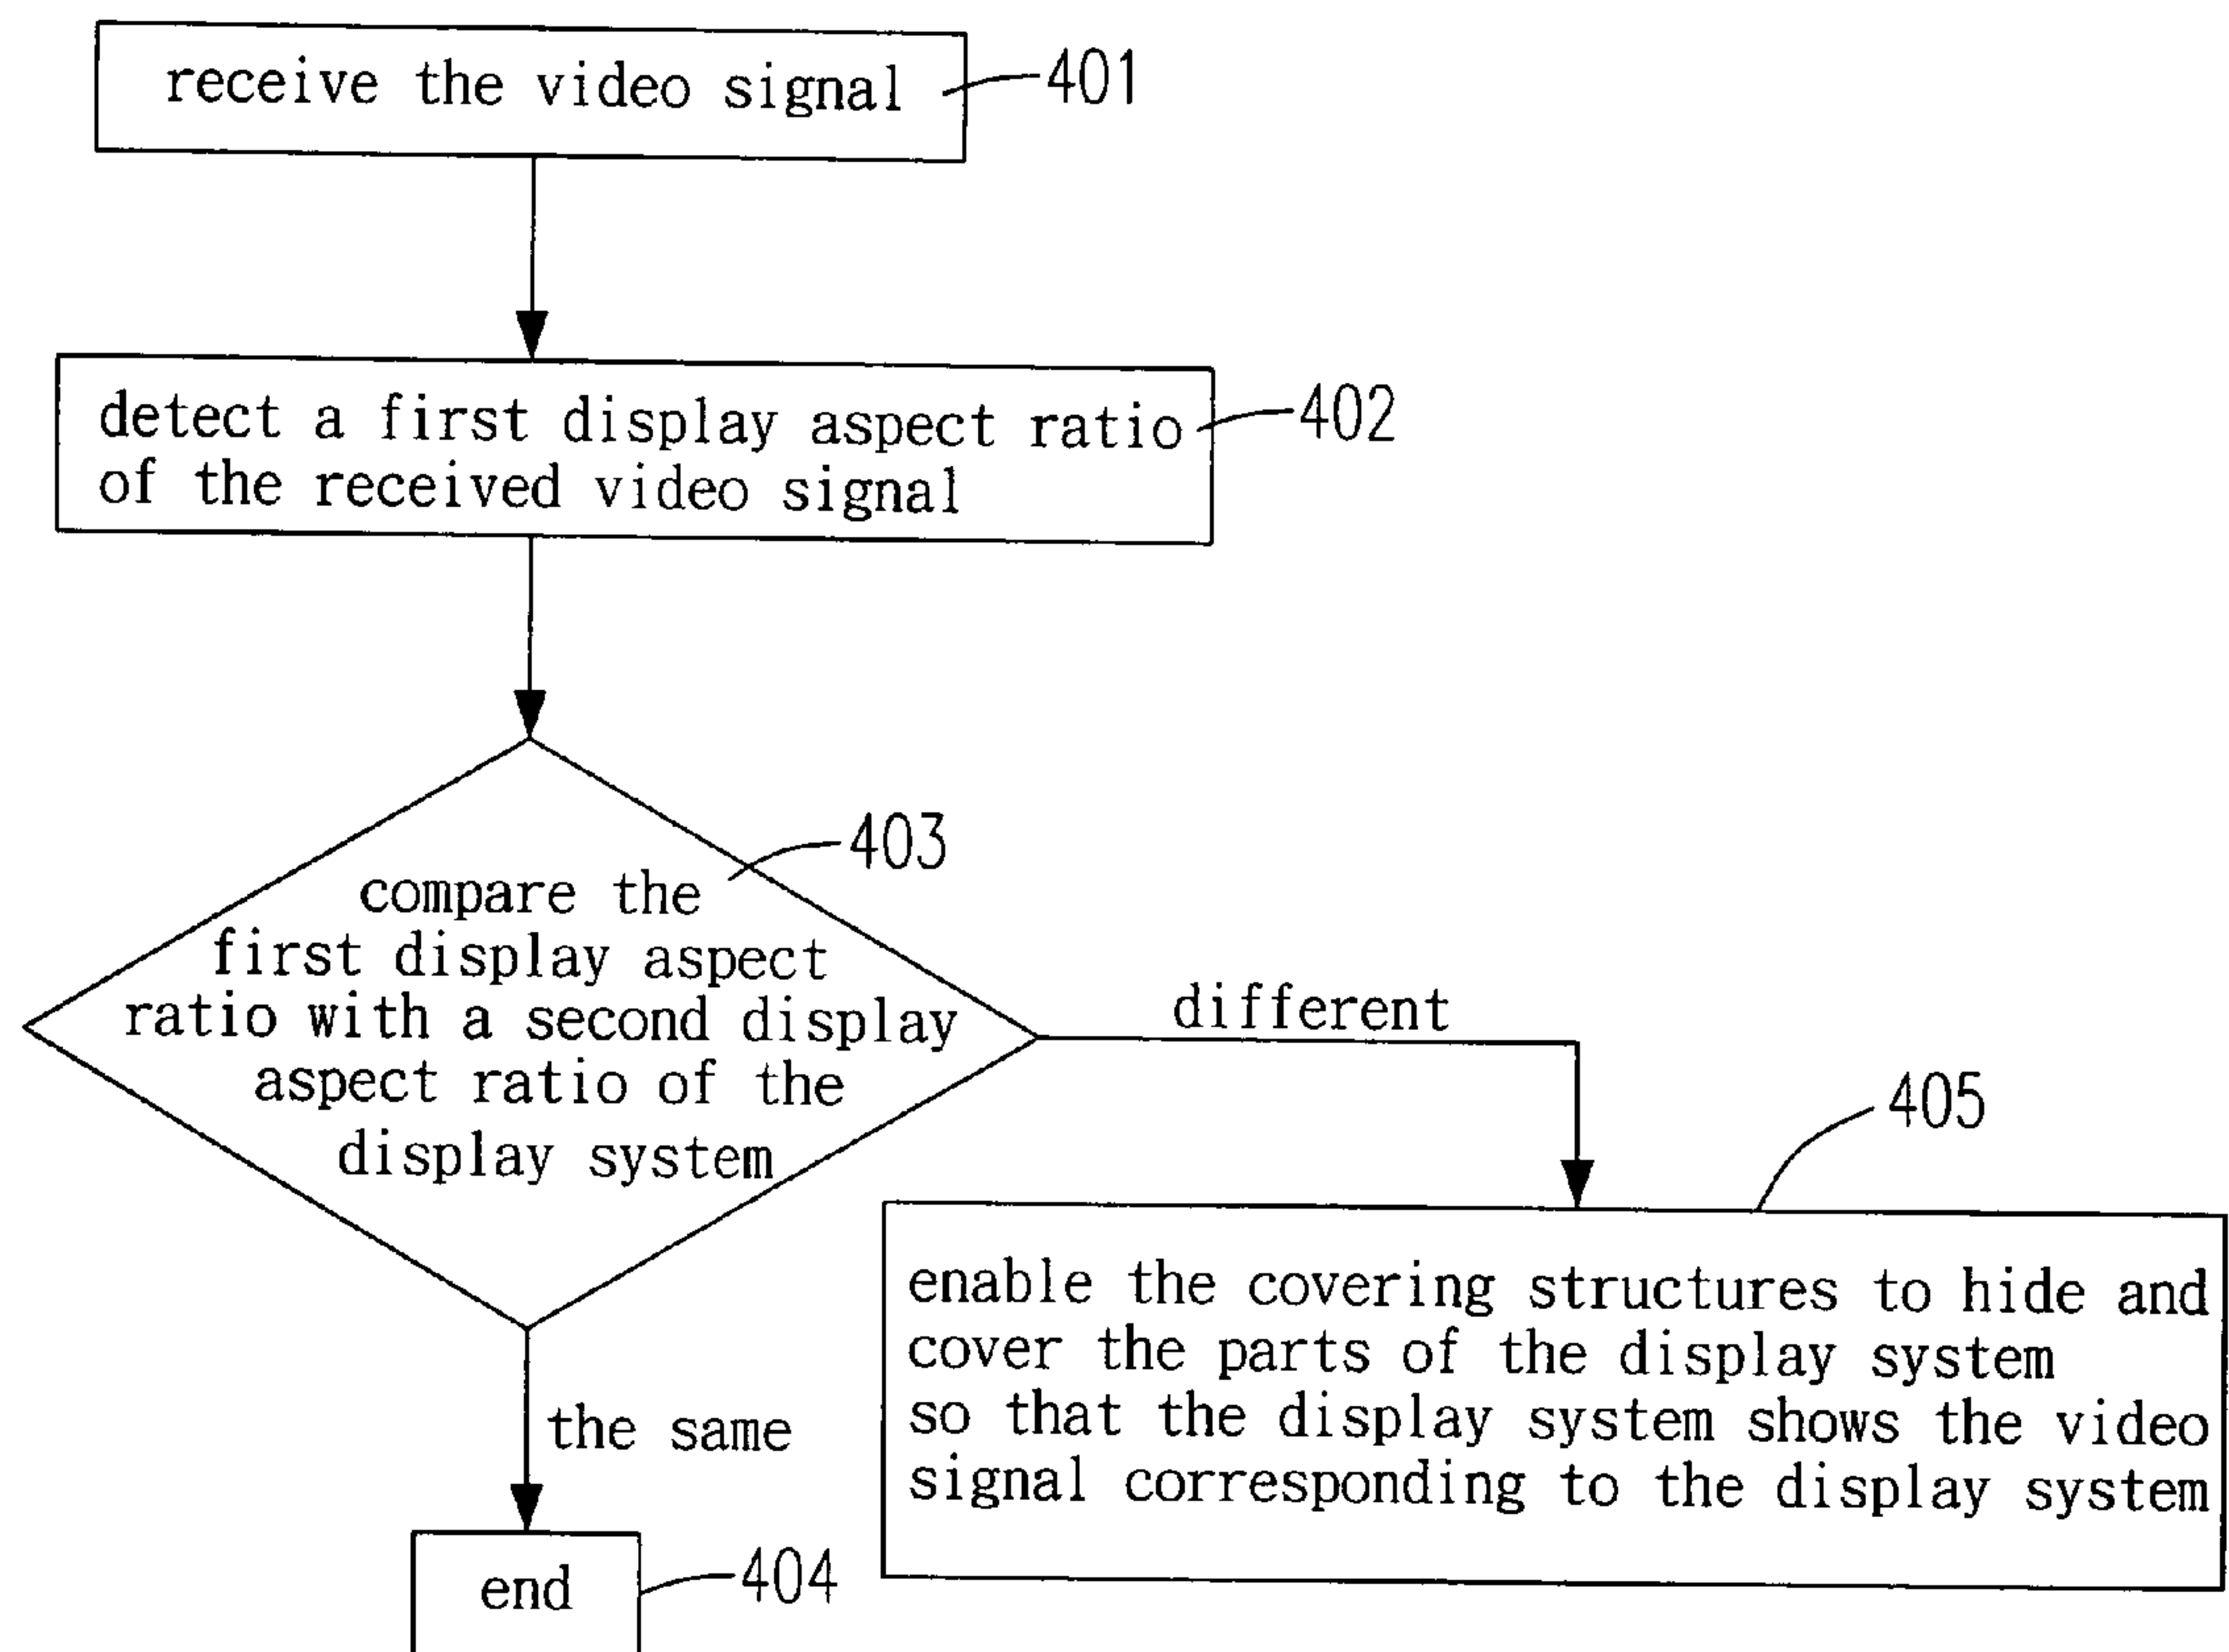 receive the video signal
401
detect a first display aspect ratio
of the received video signal
402
403
compare the
first display aspect
ratio with a second display
aspect ratio of the
display system
different
405
enable the covering structures to hide and
cover the parts of the display system
so that the display system shows the video
signal corresponding to the display system
the same
end
404